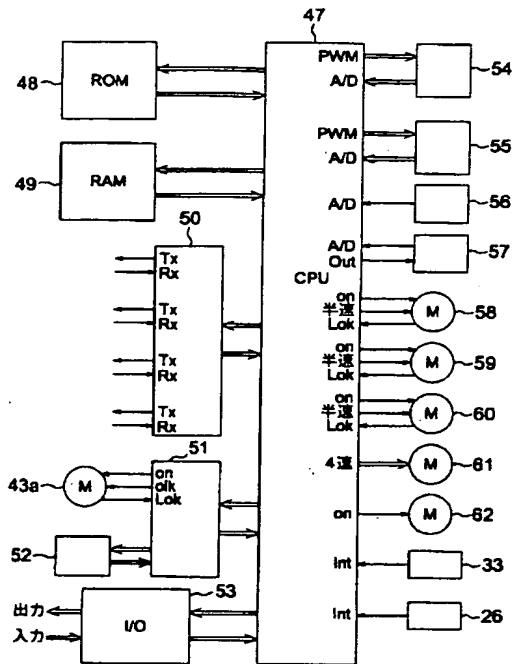 47
48
ROM
49
RAM
50
Tx
Rx
Tx
Rx
Tx
Rx
Tx
Rx
51
43a
M
on
clk
Lok
52
53
出力
入力
I/O
CPU
PWM
A/D
54
PWM
A/D
55
A/D
56
A/D
Out
57
on
半速
Lok
M
58
on
半速
Lok
M
59
on
半速
Lok
M
60
4速
M
61
on
M
62
Int
33
Int
26